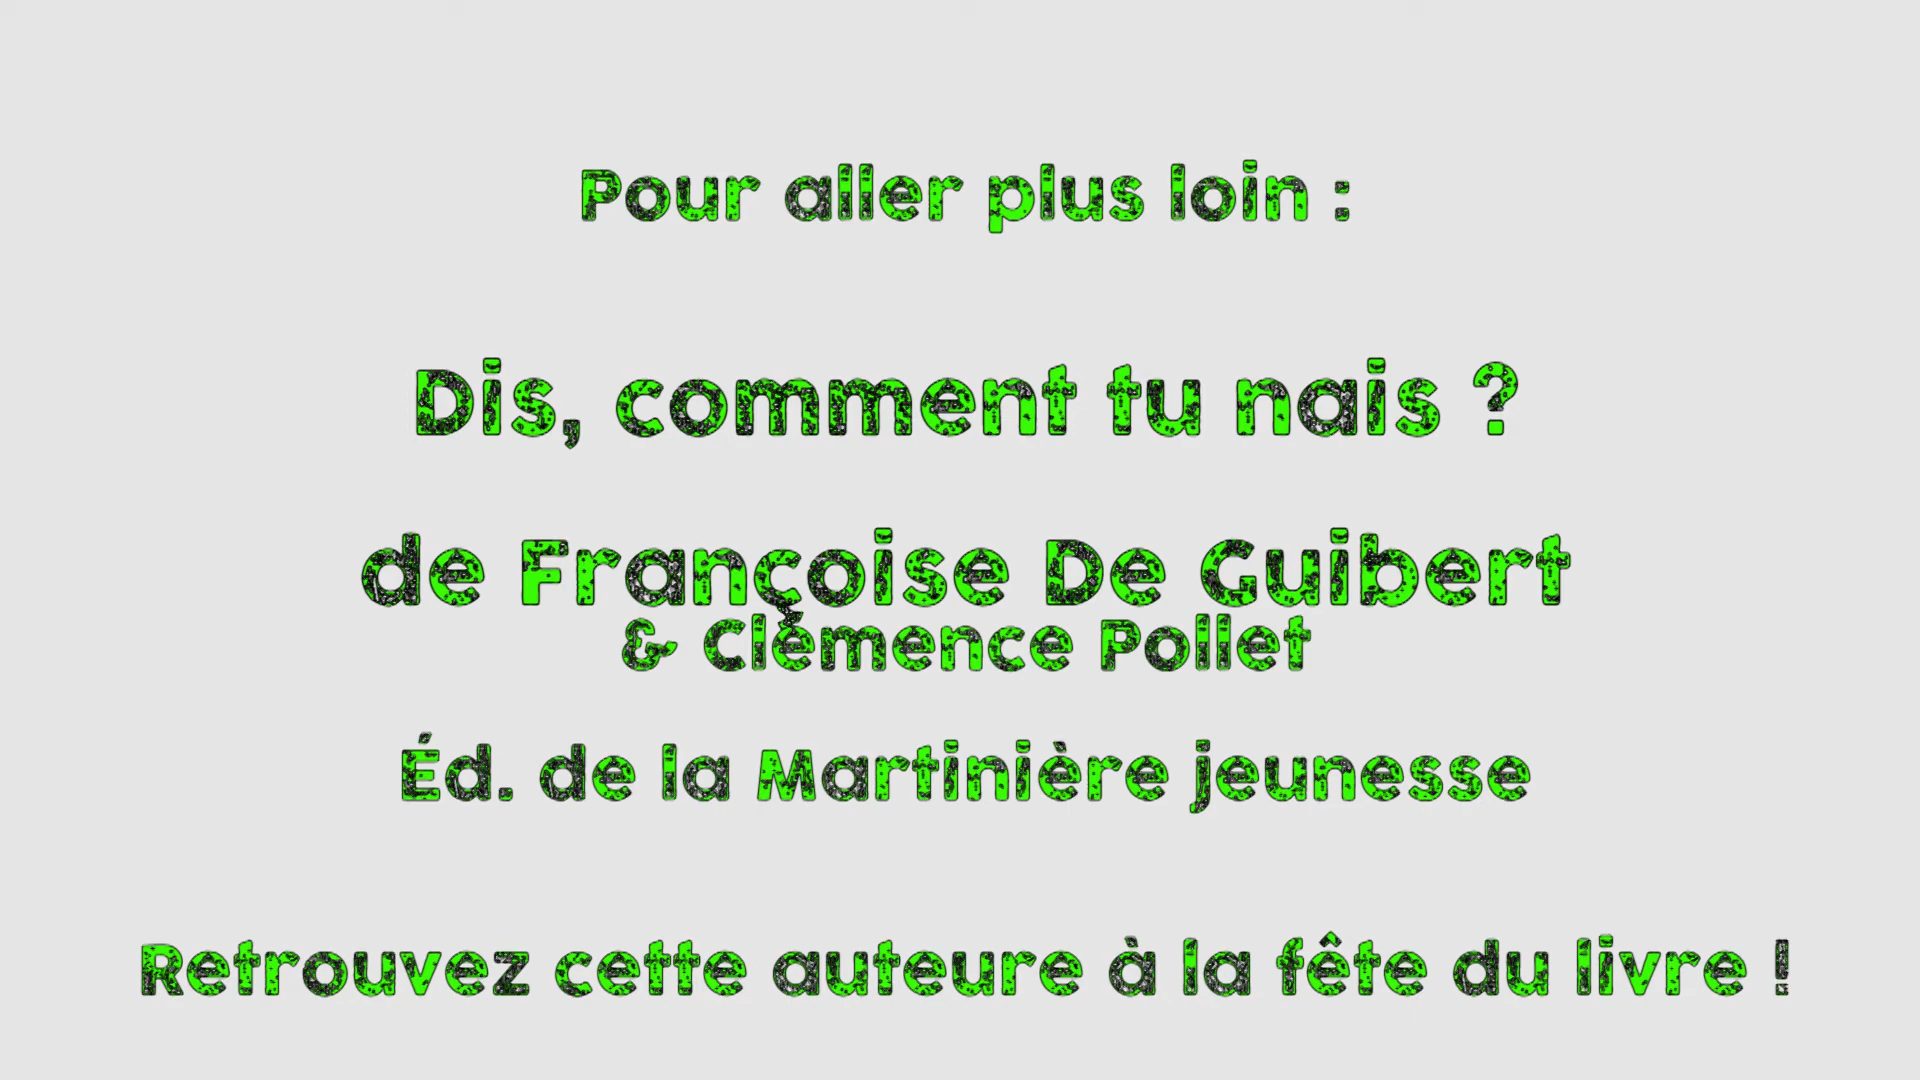 Pour aller plus loin :
Dis, comment tu nais ?
de Françoise De Guibert
& Clémence Pollet
Éd. de la Martinière jeunesse
Retrouvez cette auteure à la fête du livre !